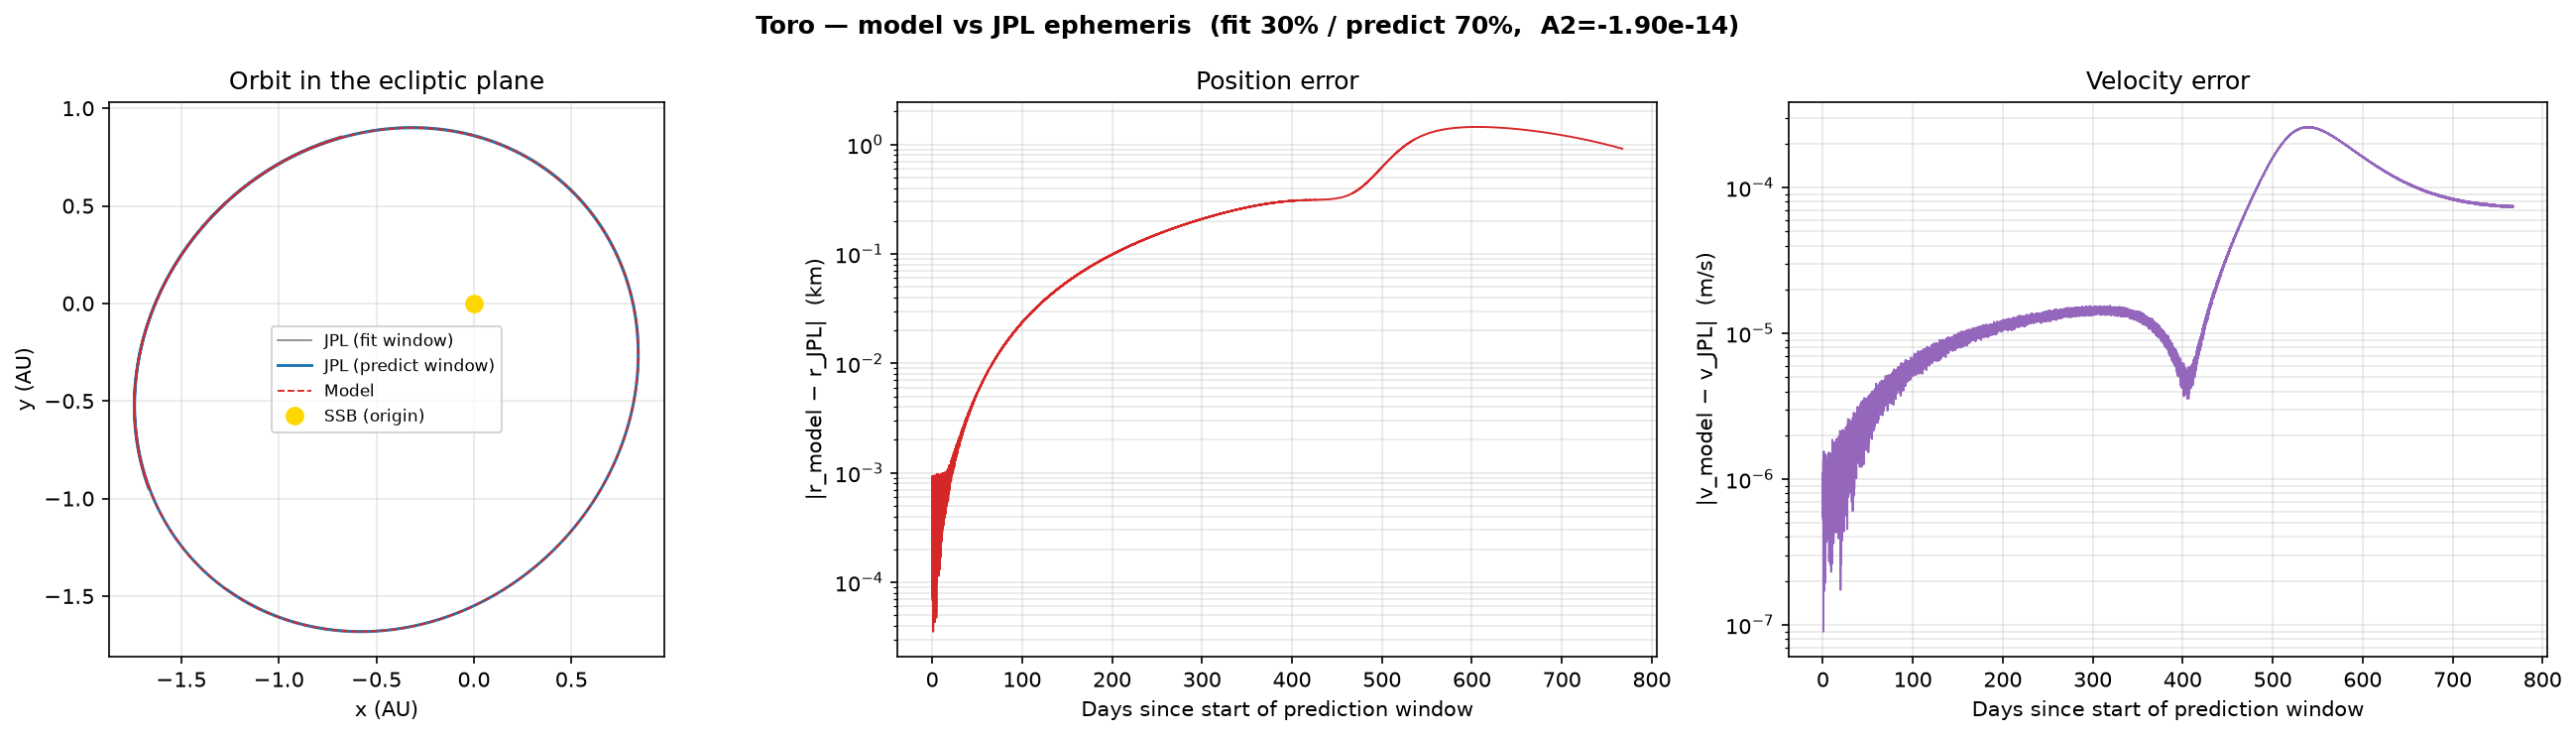 Toro — model vs JPL ephemeris  (fit 30% / predict 70%,  A2=-1.90e-14)
Orbit in the ecliptic plane
1.0
0.5
0.0
−0.5
−1.0
−1.5
y (AU)
JPL (fit window)
JPL (predict window)
Model
SSB (origin)
−1.5 −1.0 −0.5 0.0 0.5
x (AU)
Position error
10^0
10^−1
10^−2
10^−3
10^−4
|r_model − r_JPL|  (km)
0 100 200 300 400 500 600 700 800
Days since start of prediction window
Velocity error
10^−4
10^−5
10^−6
10^−7
|v_model − v_JPL|  (m/s)
0 100 200 300 400 500 600 700 800
Days since start of prediction window